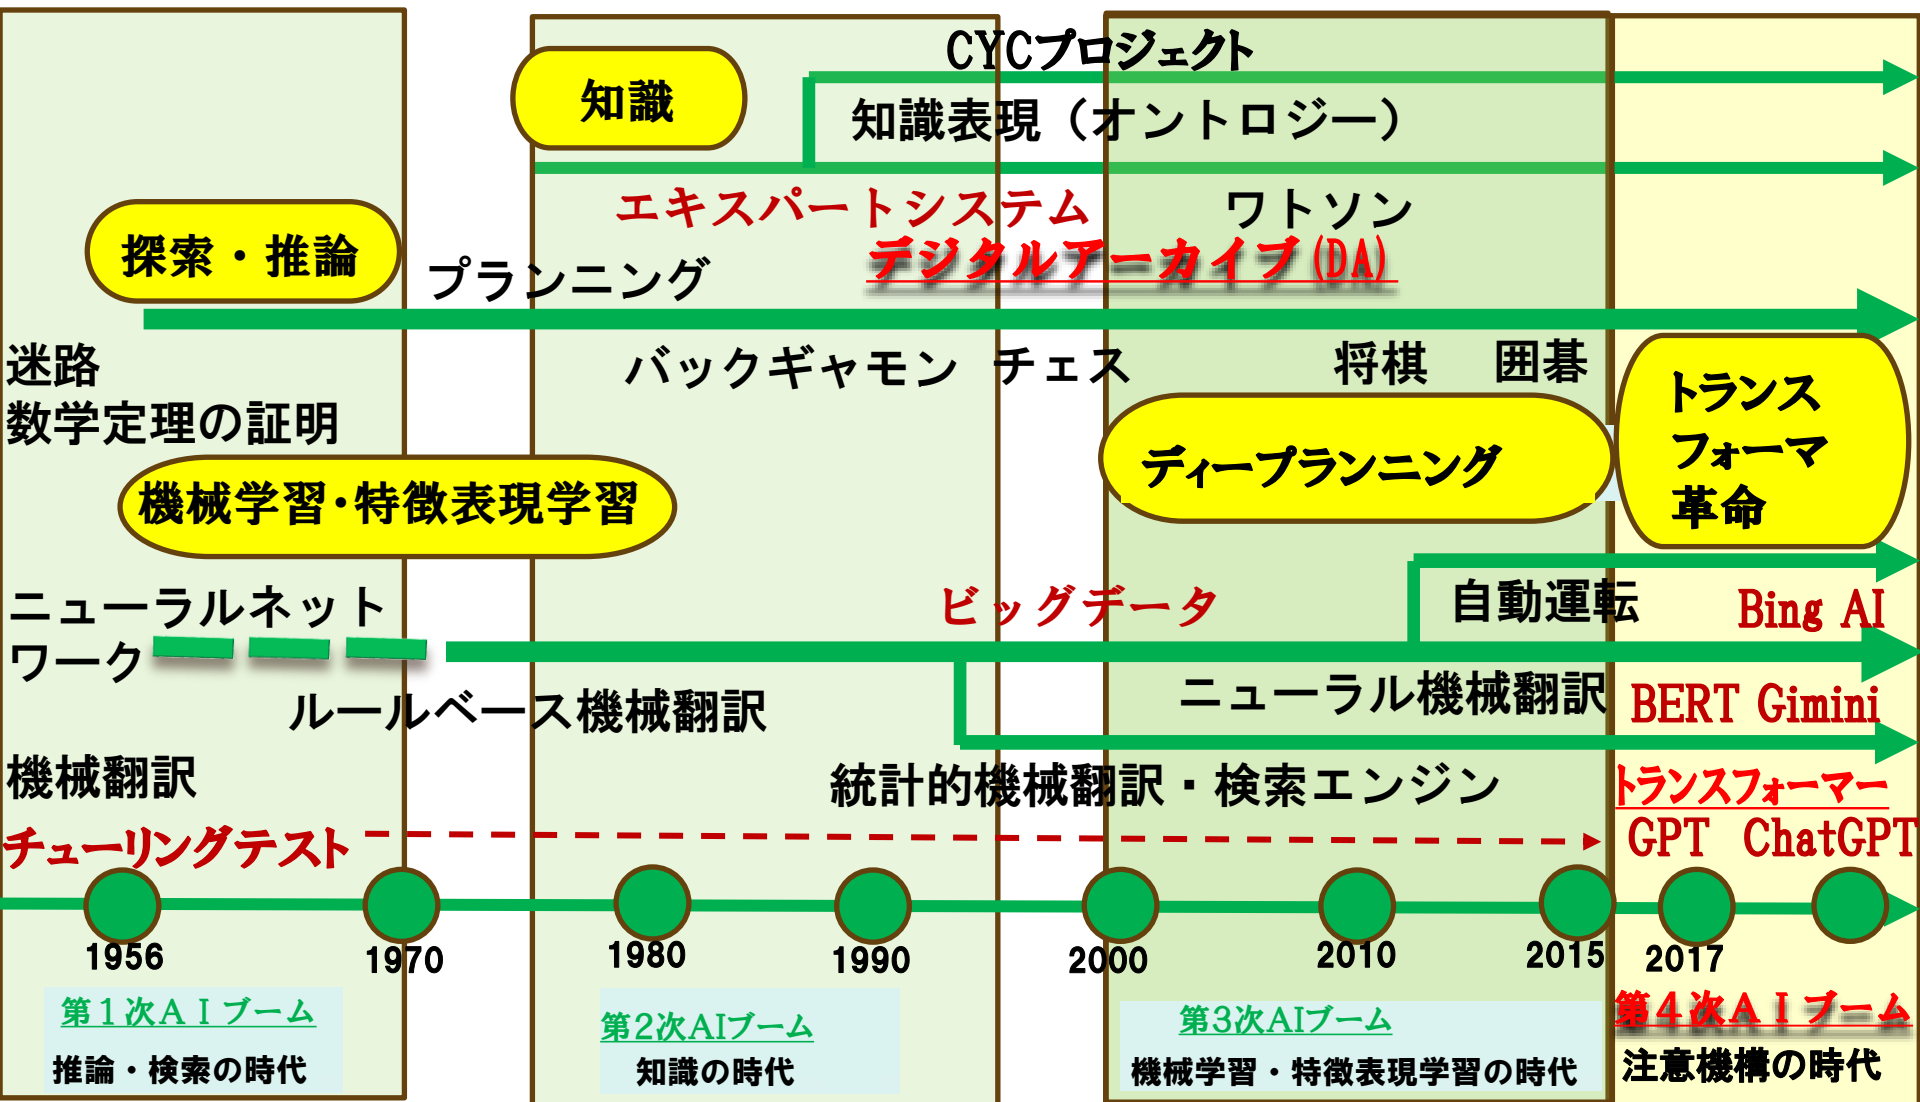 CYCプロジェクト
知識
知識表現（オントロジー）
エキスパートシステム
ワトソン
探索・推論
プランニング
デジタルアーカイブ(DA)
迷路
バックギャモン チェス
将棋 囲碁
数学定理の証明
トランス
フォーマ
革命
ディープランニング
機械学習・特徴表現学習
ニューラルネット
ワーク
ビッグデータ
自動運転
Bing AI
ルールベース機械翻訳
ニューラル機械翻訳
BERT Gimini
機械翻訳
統計的機械翻訳・検索エンジン
トランスフォーマー
チューリングテスト
GPT ChatGPT
1956
1970
1980
1990
2000
2010
2015
2017
第１次ＡＩブーム
推論・検索の時代
第2次AIブーム
知識の時代
第3次AIブーム
機械学習・特徴表現学習の時代
第４次ＡＩブーム
注意機構の時代